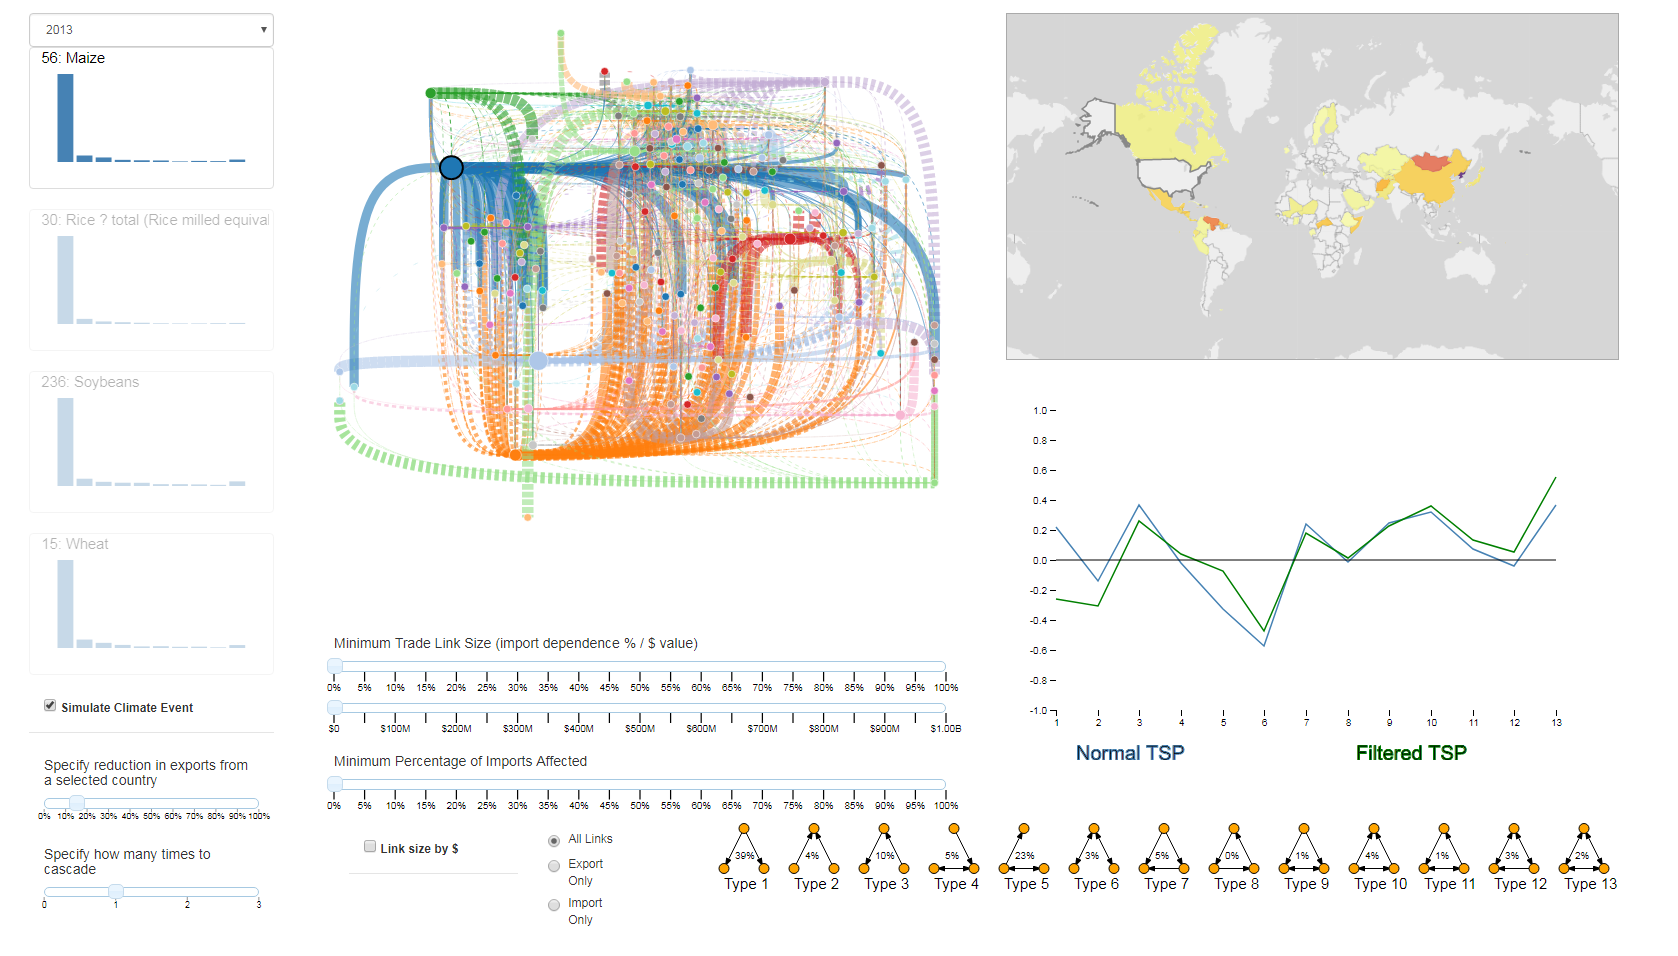 2013
56: Maize
30: Rice ? total (Rice milled equival
236: Soybeans
15: Wheat
Simulate Climate Event
Specify reduction in exports from
a selected country
0% 10% 20% 30% 40% 50% 60% 70% 80% 90% 100%
Specify how many times to
cascade
0 1 2 3
Minimum Trade Link Size (import dependence % / $ value)
0% 5% 10% 15% 20% 25% 30% 35% 40% 45% 50% 55% 60% 65% 70% 75% 80% 85% 90% 95% 100%
$0 $100M $200M $300M $400M $500M $600M $700M $800M $900M $1.00B
Minimum Percentage of Imports Affected
0% 5% 10% 15% 20% 25% 30% 35% 40% 45% 50% 55% 60% 65% 70% 75% 80% 85% 90% 95% 100%
Link size by $
All Links
Export
Only
Import
Only
1.0
0.8
0.6
0.4
0.2
0.0
-0.2
-0.4
-0.6
-0.8
-1.0
1 2 3 4 5 6 7 8 9 10 11 12 13
Normal TSP
Filtered TSP
39% 4% 10% 5% 23% 3% 5% 0% 1% 4% 1% 3% 2%
Type 1 Type 2 Type 3 Type 4 Type 5 Type 6 Type 7 Type 8 Type 9 Type 10 Type 11 Type 12 Type 13